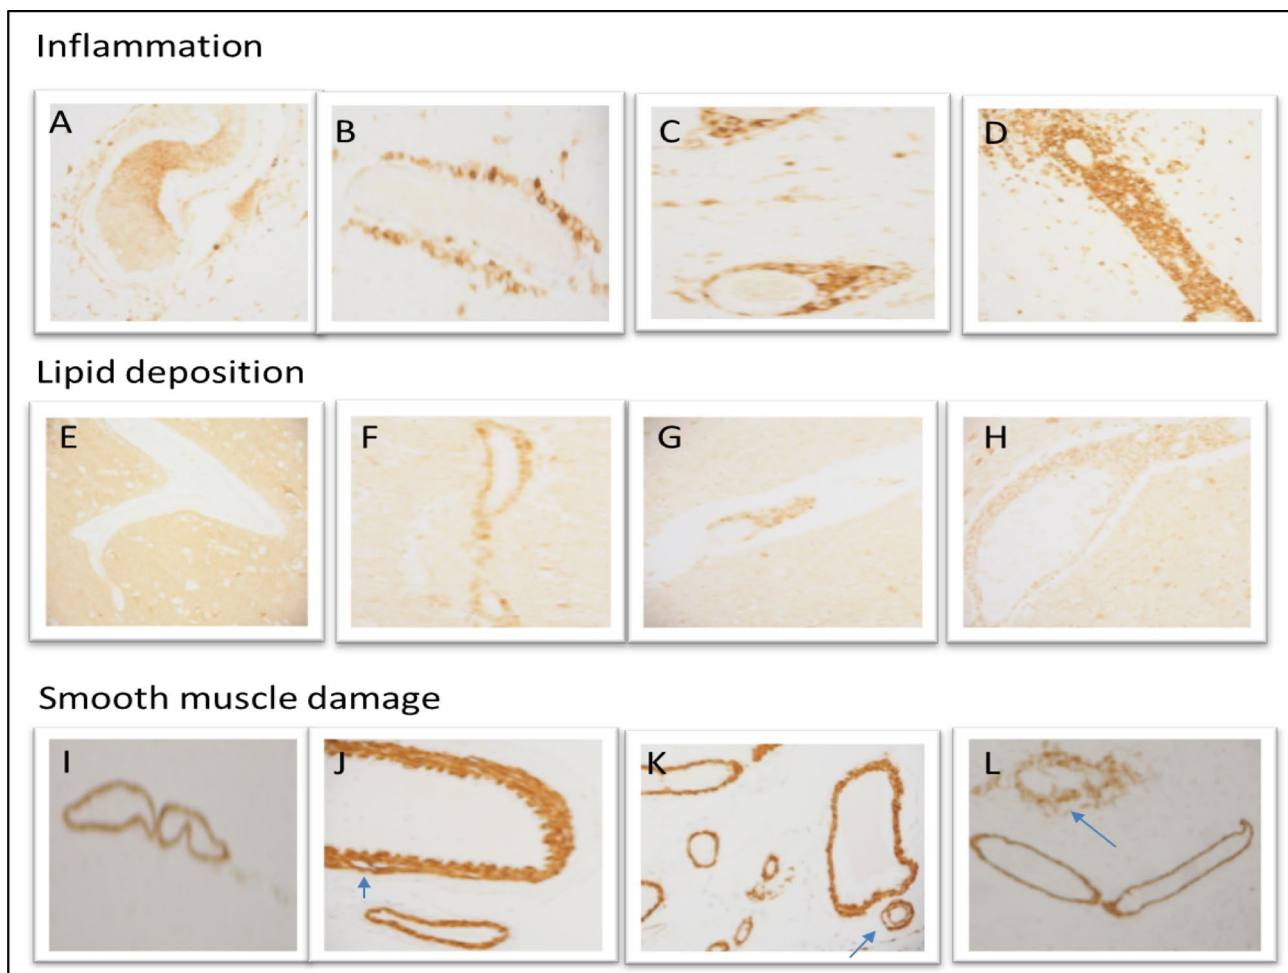 Inflammation
A B C D
Lipid deposition
E F G H
Smooth muscle damage
I J K L